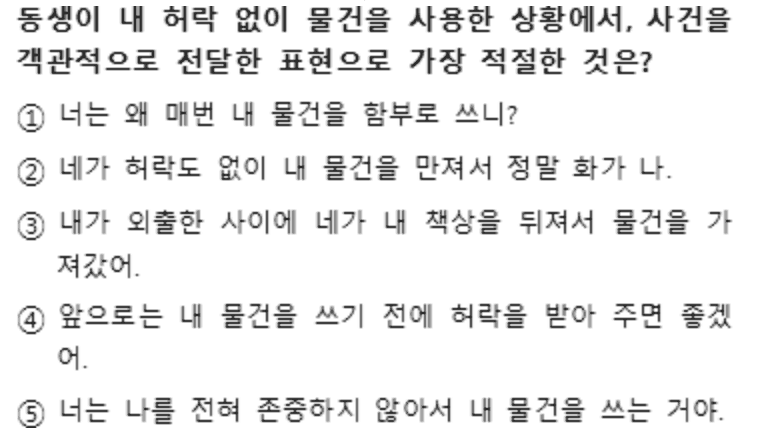 동생이 내 허락 없이 물건을 사용한 상황에서, 사건을
객관적으로 전달한 표현으로 가장 적절한 것은?
① 너는 왜 매번 내 물건을 함부로 쓰니?
② 네가 허락도 없이 내 물건을 만져서 정말 화가 나.
③ 내가 외출한 사이에 네가 내 책상을 뒤져서 물건을 가
져갔어.
④ 앞으로는 내 물건을 쓰기 전에 허락을 받아 주면 좋겠
어.
⑤ 너는 나를 전혀 존중하지 않아서 내 물건을 쓰는 거야.